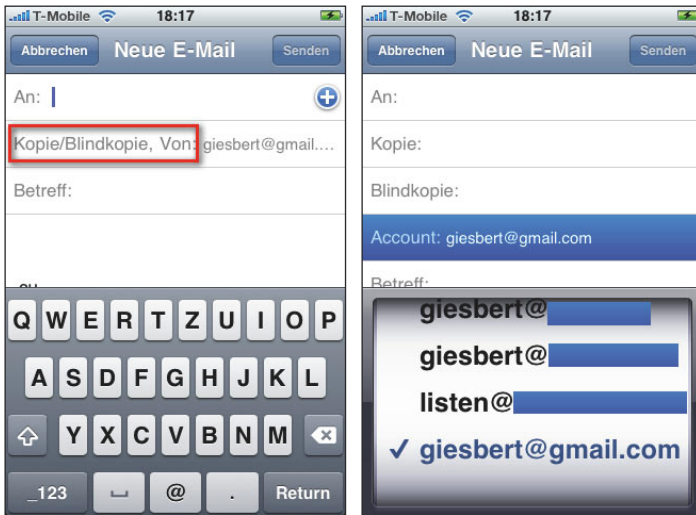 T-Mobile 18:17
Abbrechen Neue E-Mail Senden
An:
Kopie/Blindkopie, Von: giesbert@gmail....
Betreff:
Q W E R T Z U I O P
A S D F G H J K L
Y X C V B N M
_123 @ . Return
T-Mobile 18:17
Abbrechen Neue E-Mail Senden
An:
Kopie:
Blindkopie:
Account: giesbert@gmail.com
Betreff:
giesbert@
giesbert@
listen@
✓ giesbert@gmail.com